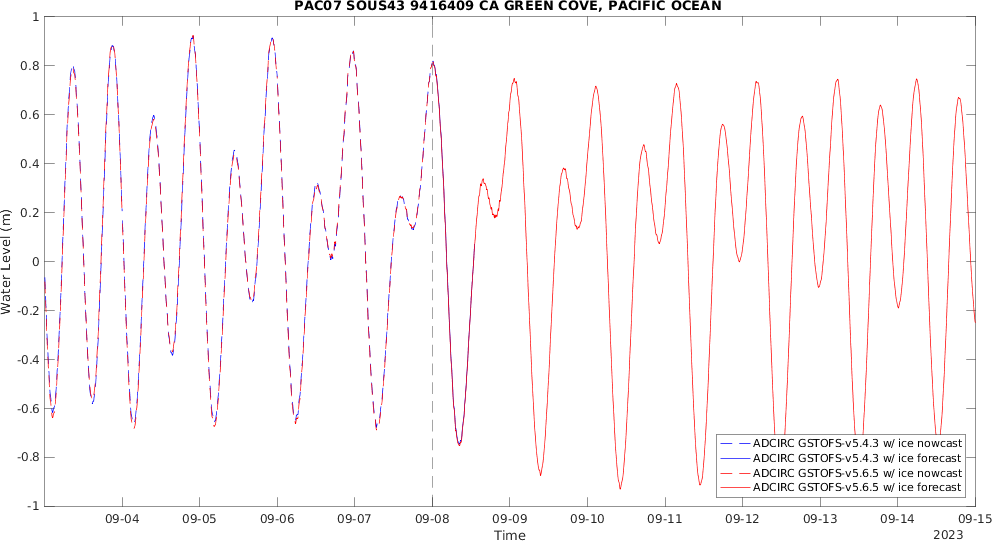 PAC07 SOUS43 9416409 CA GREEN COVE, PACIFIC OCEAN
1
0.8
0.6
0.4
0.2
0
-0.2
-0.4
-0.6
-0.8
-1
Water Level (m)
ADCIRC GSTOFS-v5.4.3 w/ ice nowcast
ADCIRC GSTOFS-v5.4.3 w/ ice forecast
ADCIRC GSTOFS-v5.6.5 w/ ice nowcast
ADCIRC GSTOFS-v5.6.5 w/ ice forecast
09-04 09-05 09-06 09-07 09-08 09-09 09-10 09-11 09-12 09-13 09-14 09-15
Time
2023